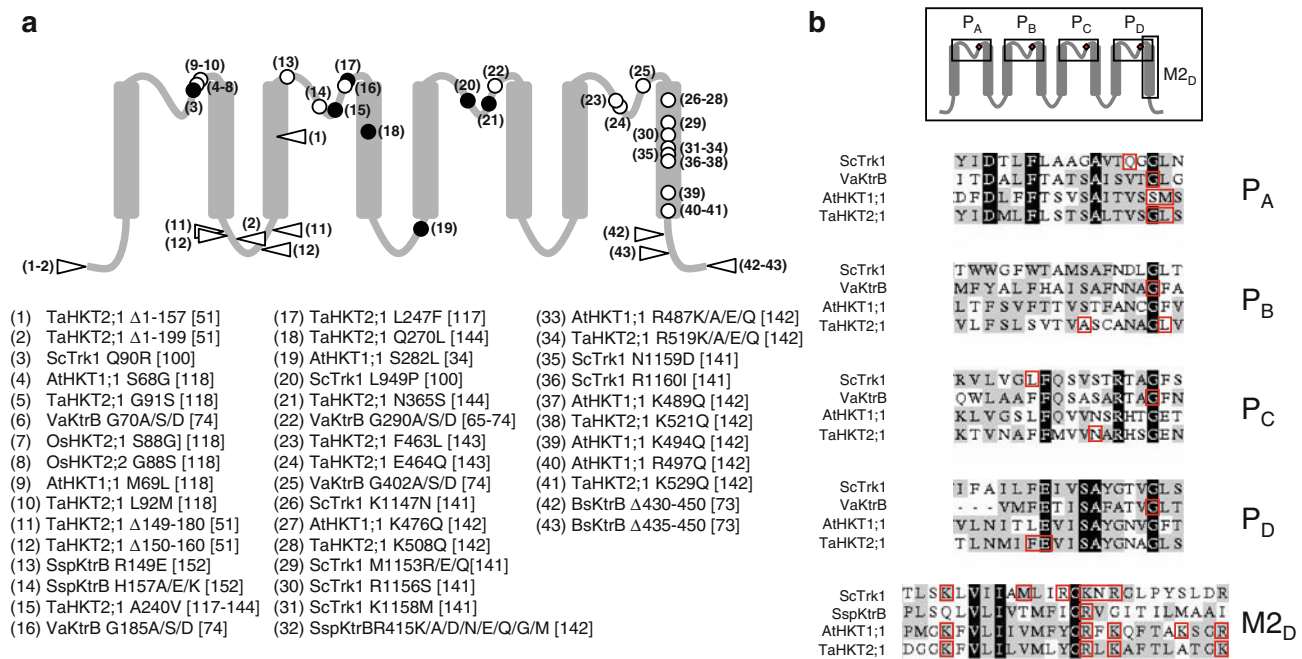 a
(9-10)
(4-8)
(3)
(1)
(2)
(11)
(12)
(11)
(12)
(1-2)
(13)
(14)
(17)
(16)
(15)
(18)
(19)
(20)
(21)
(22)
(23)
(24)
(25)
(26-28)
(29)
(30)
(31-34)
(35)
(36-38)
(39)
(40-41)
(42)
(43)
(42-43)
(1) TaHKT2;1 Δ1-157 [51]
(2) TaHKT2;1 Δ1-199 [51]
(3) ScTrk1 Q90R [100]
(4) AtHKT1;1 S68G [118]
(5) TaHKT2;1 G91S [118]
(6) VaKtrB G70A/S/D [74]
(7) OsHKT2;1 S88G] [118]
(8) OsHKT2;2 G88S [118]
(9) AtHKT1;1 M69L [118]
(10) TaHKT2;1 L92M [118]
(11) TaHKT2;1 Δ149-180 [51]
(12) TaHKT2;1 Δ150-160 [51]
(13) SspKtrB R149E [152]
(14) SspKtrB H157A/E/K [152]
(15) TaHKT2;1 A240V [117-144]
(16) VaKtrB G185A/S/D [74]
(17) TaHKT2;1 L247F [117]
(18) TaHKT2;1 Q270L [144]
(19) AtHKT1;1 S282L [34]
(20) ScTrk1 L949P [100]
(21) TaHKT2;1 N365S [144]
(22) VaKtrB G290A/S/D [65-74]
(23) TaHKT2;1 F463L [143]
(24) TaHKT2;1 E464Q [143]
(25) VaKtrB G402A/S/D [74]
(26) ScTrk1 K1147N [141]
(27) AtHKT1;1 K476Q [142]
(28) TaHKT2;1 K508Q [142]
(29) ScTrk1 M1153R/E/Q[141]
(30) ScTrk1 R1156S [141]
(31) ScTrk1 K1158M [141]
(32) SspKtrBR415K/A/D/N/E/Q/G/M [142]
(33) AtHKT1;1 R487K/A/E/Q [142]
(34) TaHKT2;1 R519K/A/E/Q [142]
(35) ScTrk1 N1159D [141]
(36) ScTrk1 R1160I [141]
(37) AtHKT1;1 K489Q [142]
(38) TaHKT2;1 K521Q [142]
(39) AtHKT1;1 K494Q [142]
(40) AtHKT1;1 R497Q [142]
(41) TaHKT2;1 K529Q [142]
(42) BsKtrB Δ430-450 [73]
(43) BsKtrB Δ435-450 [73]
b
PA PB PC PD
M2D
ScTrk1 YIDTLFLAAGAVTQGGLN
VaKtrB ITDALFTATSAISVTGLG
AtHKT1;1 DFDLFFTSVSAITVSSMS
TaHKT2;1 YIDMLFLSTSALTVSGLS
PA
ScTrk1 TWWGFWTAMSAFNDLGLT
VaKtrB MFYALFHAISAFNNAGFA
AtHKT1;1 LTFSVFTTVSTFANCGFV
TaHKT2;1 VLFSLSVTVASCANAGLV
PB
ScTrk1 RVLVGLFQSVSTRTAGFS
VaKtrB QWLAAFFQSASARTAGFN
AtHKT1;1 KLVGSLFQVVNSRHTGET
TaHKT2;1 KTVNAFFMVVNARHSGEN
PC
ScTrk1 IFAILFEIVSAYGTVGLS
VaKtrB ---VMFETISAFATVGLT
AtHKT1;1 VLNITLEVISAYGNVGFT
TaHKT2;1 TLNMIFEVISAYGNAGLS
PD
ScTrk1 TLSKLVIIAMLIRGKNRGLPYSLDR
SspKtrB PLSQLVLIVTMFIGRVGITILMAAI
AtHKT1;1 PMGKFVLIIVMFYGRFKQFTAKSGR
TaHKT2;1 DGGKFVLILVMLYGRLKAFTLATGK
M2D